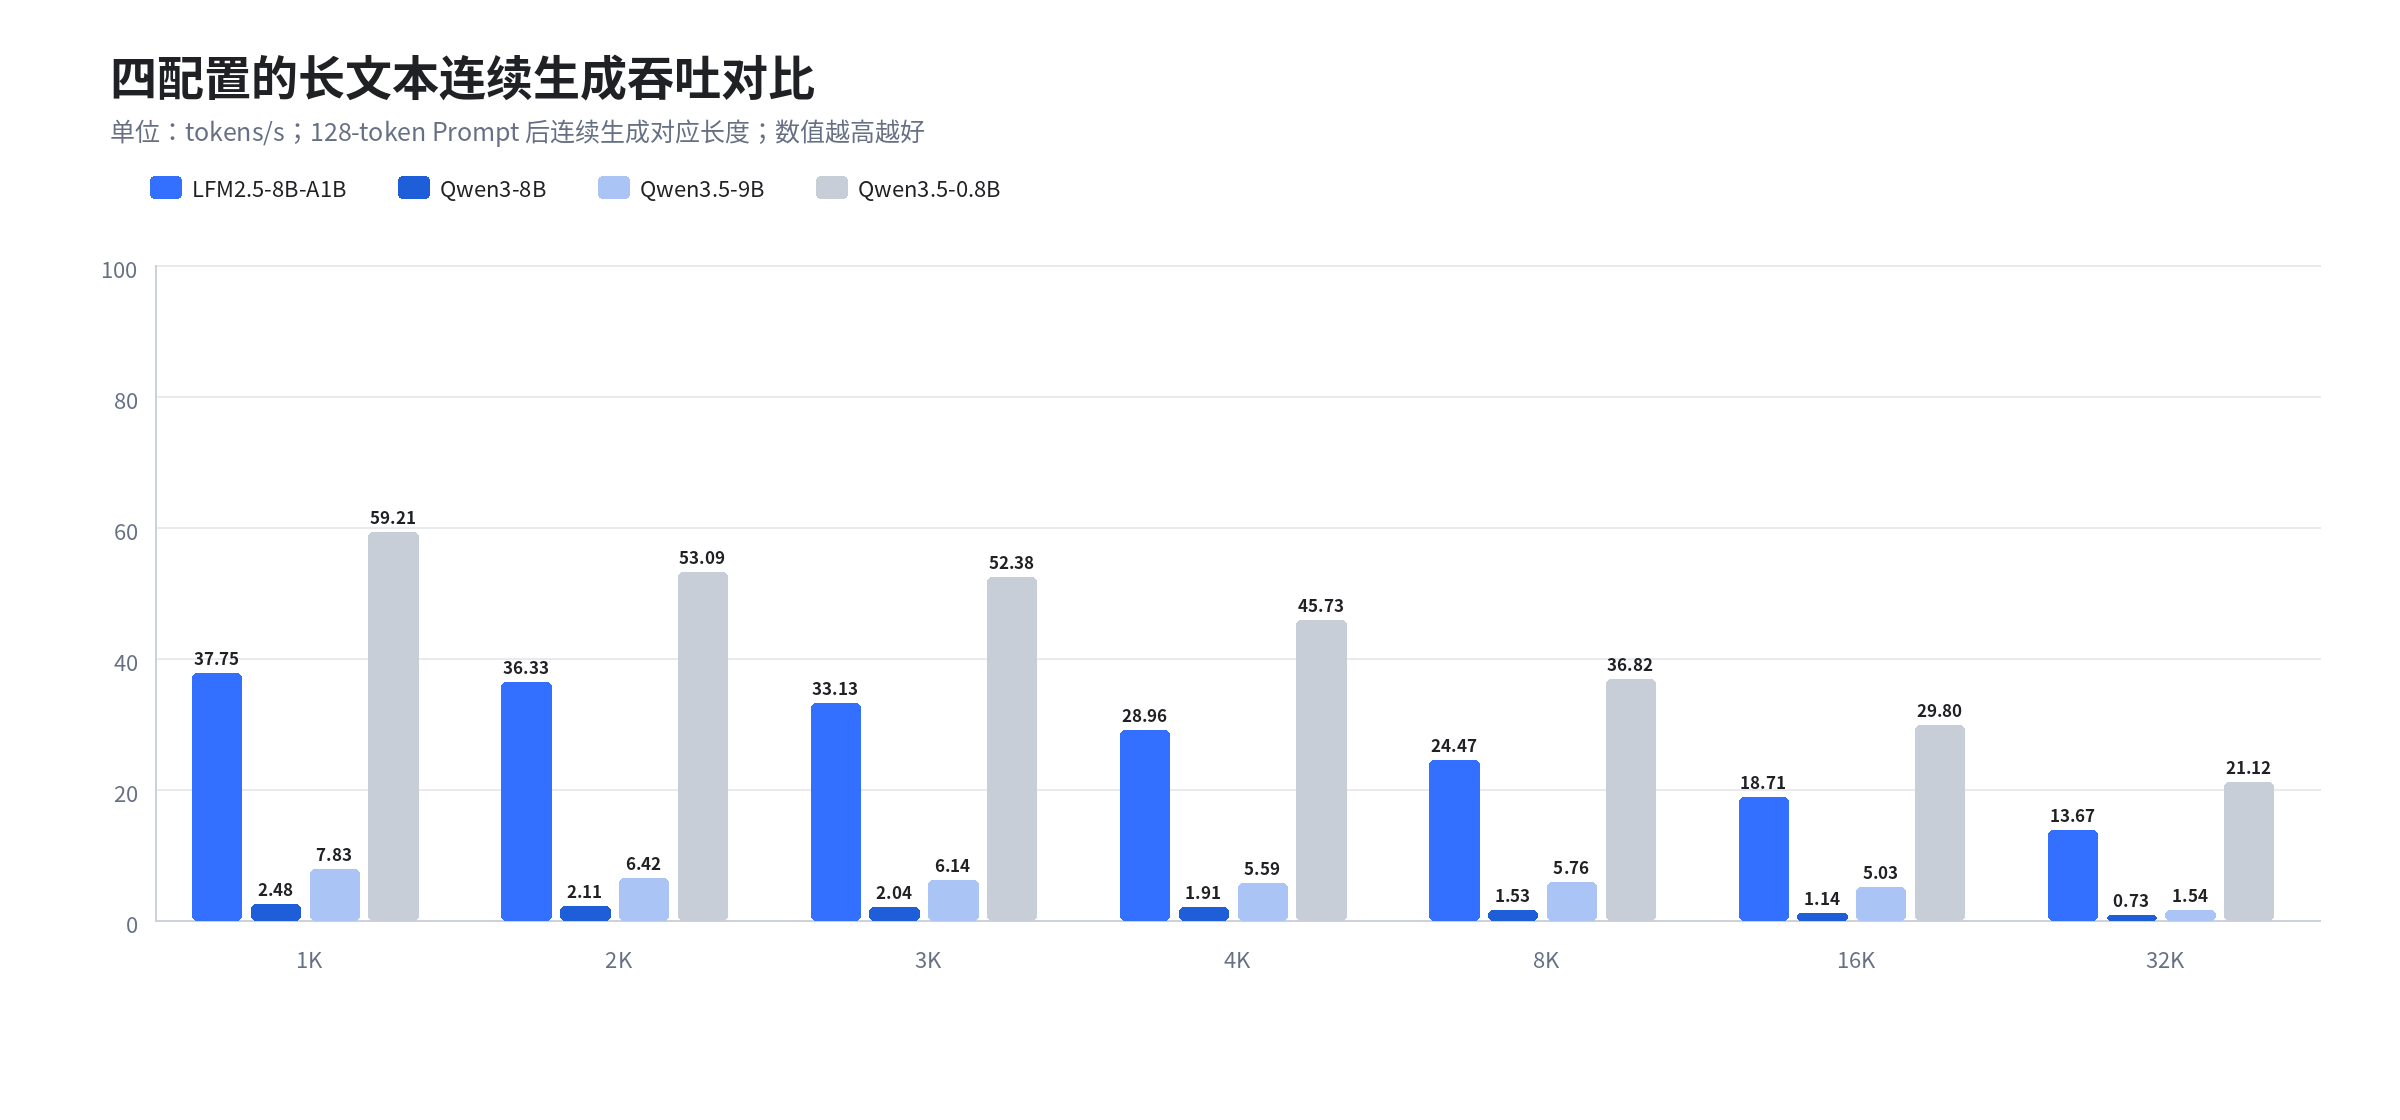 四配置的长文本连续生成吞吐对比
单位：tokens/s；128-token Prompt 后连续生成对应长度；数值越高越好
LFM2.5-8B-A1B Qwen3-8B Qwen3.5-9B Qwen3.5-0.8B
100
80
60
40
20
0
37.75 2.48 7.83 59.21
36.33 2.11 6.42 53.09
33.13 2.04 6.14 52.38
28.96 1.91 5.59 45.73
24.47 1.53 5.76 36.82
18.71 1.14 5.03 29.80
13.67 0.73 1.54 21.12
1K 2K 3K 4K 8K 16K 32K